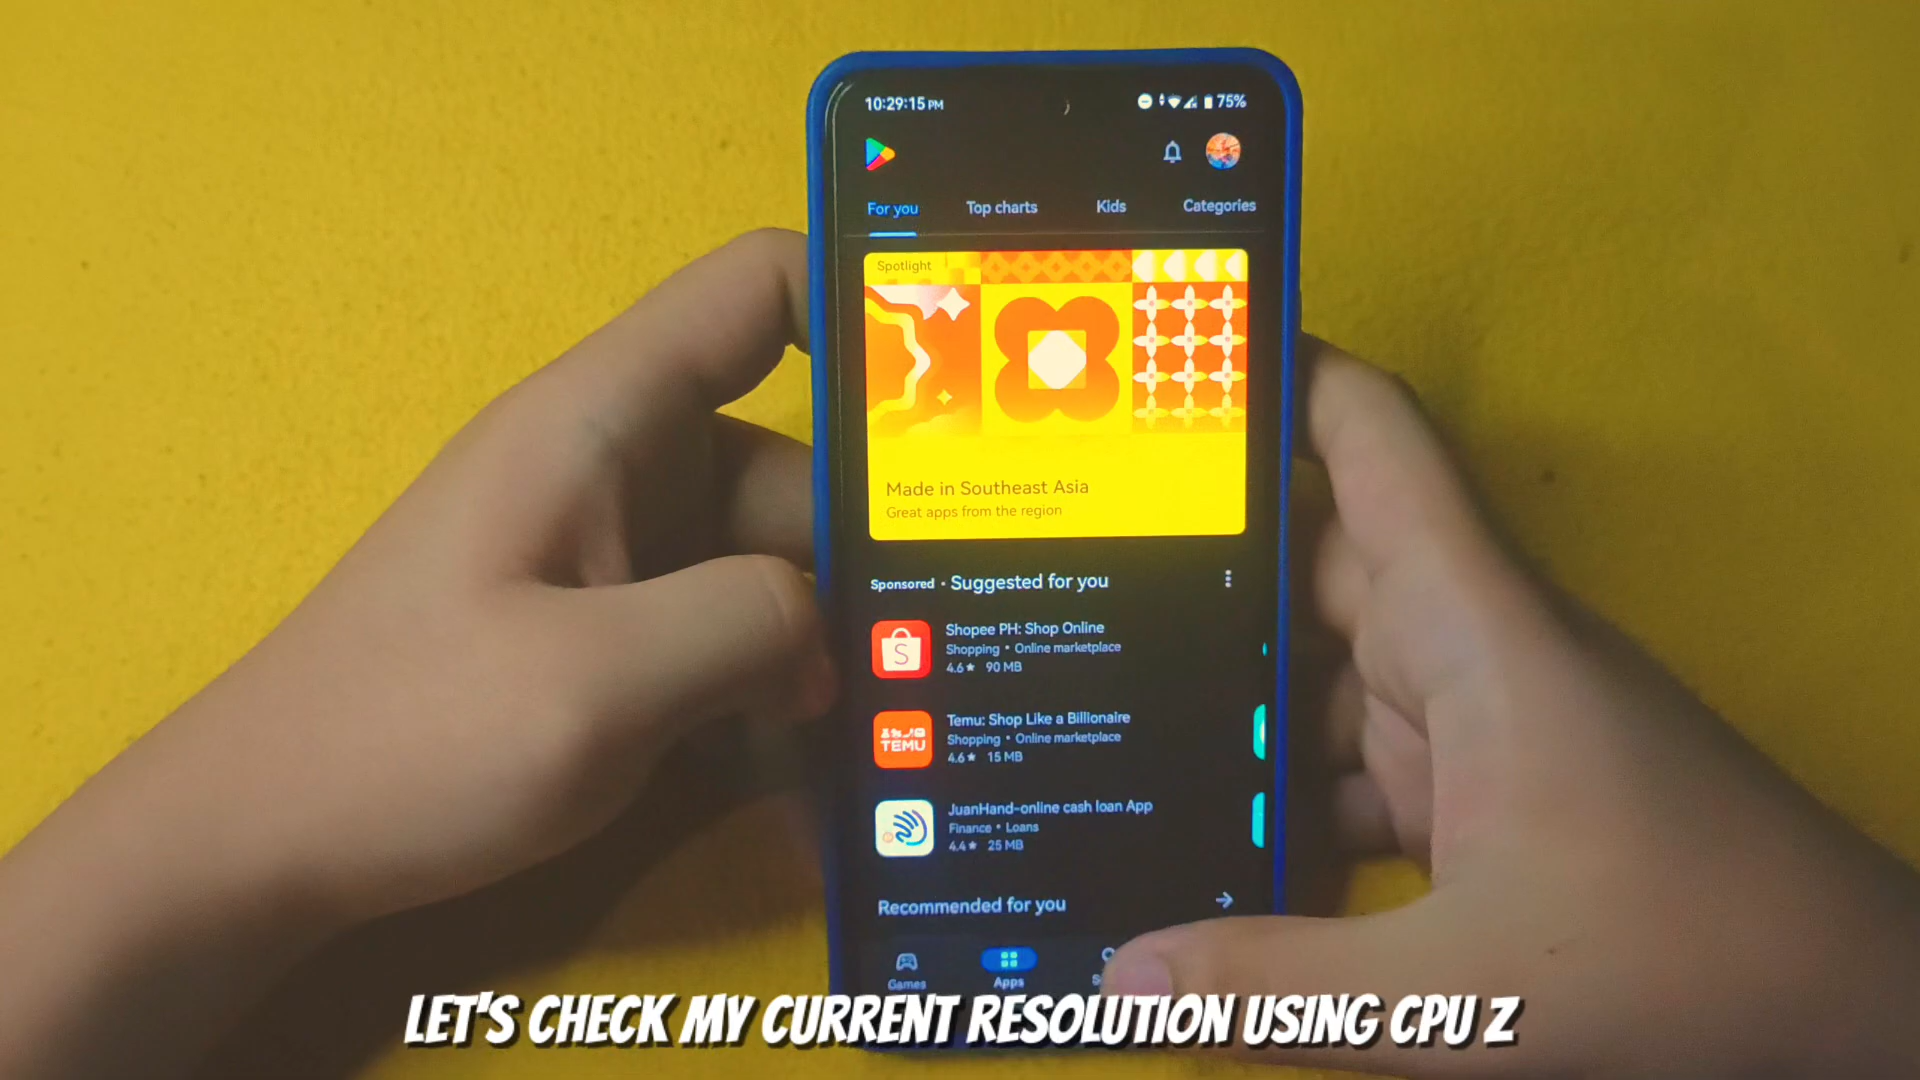 10:29:15 PM
75%
For you Top charts Kids Categories
Spotlight
Made in Southeast Asia
Great apps from the region
Sponsored • Suggested for you
S
Shopee PH: Shop Online
Shopping • Online marketplace
4.6★ 90 MB
TEMU
Temu: Shop Like a Billionaire
Shopping • Online marketplace
4.6★ 15 MB
JuanHand-online cash loan App
Finance • Loans
4.4★ 25 MB
Recommended for you
Games Apps
LET'S CHECK MY CURRENT RESOLUTION USING CPU Z